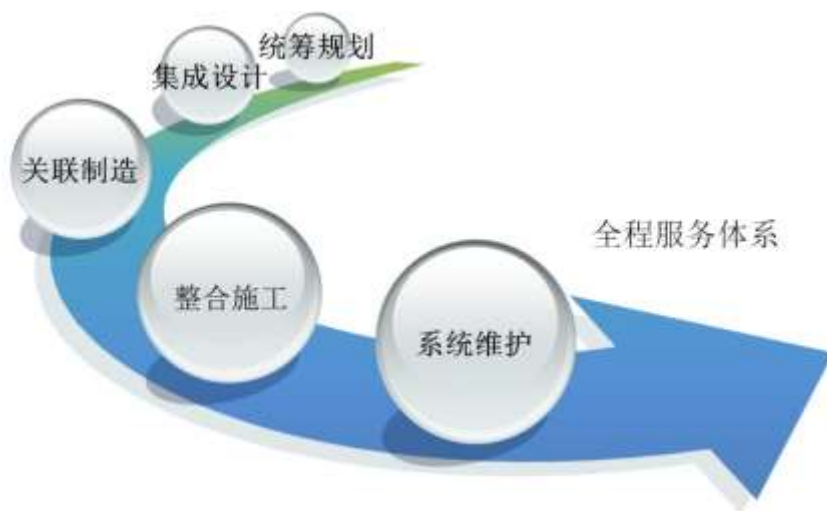 统筹规划
集成设计
关联制造
整合施工
系统维护
全程服务体系